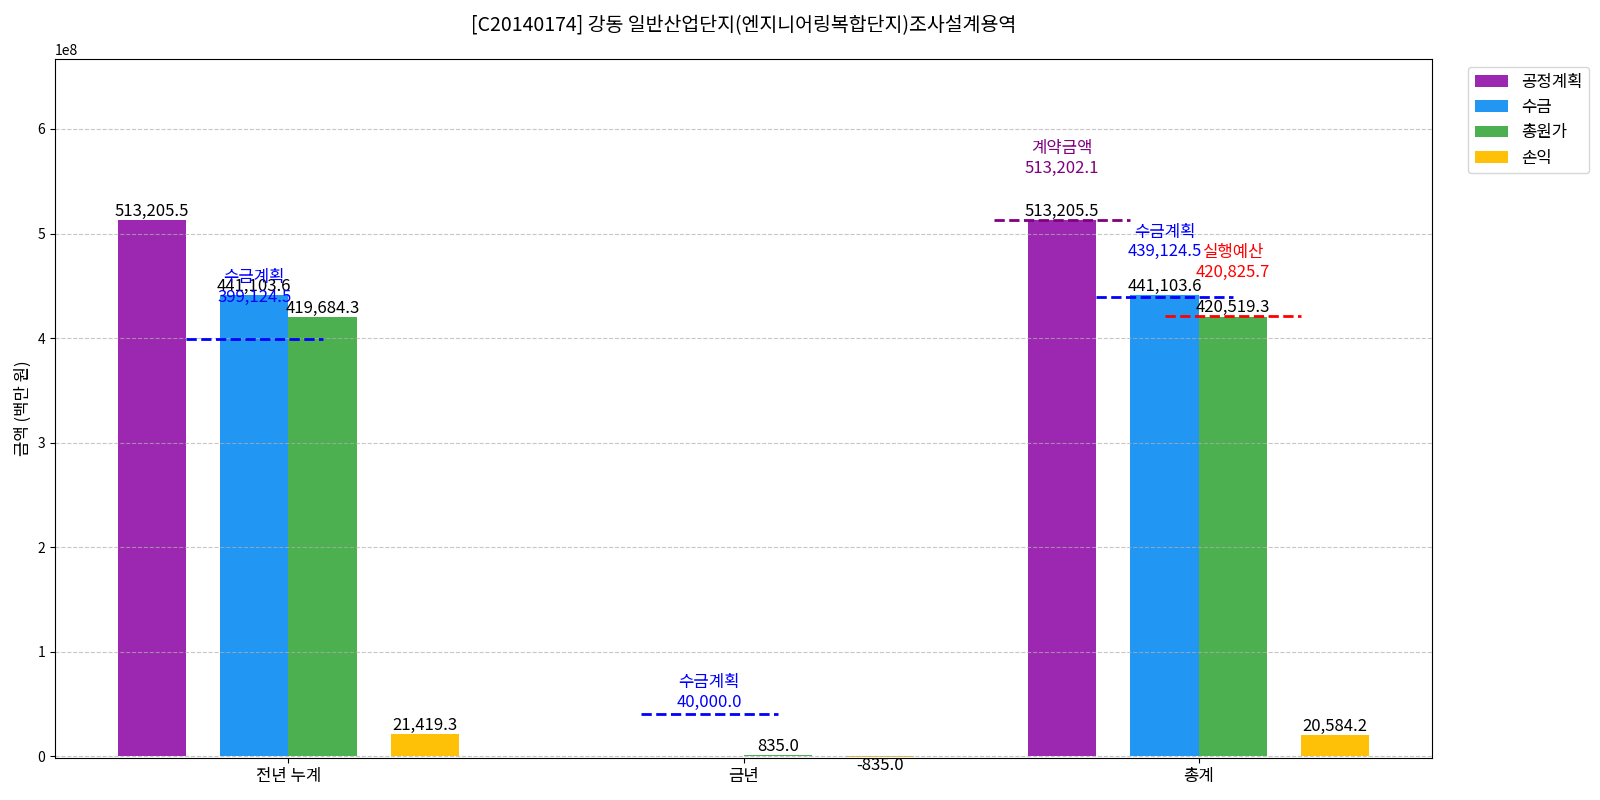 [C20140174] 강동 일반산업단지(엔지니어링복합단지)조사설계용역
1e8
공정계획
수금
총원가
손익
6
5
4
3
2
1
0
금액 (백만 원)
계약금액
513,202.1
513,205.5
513,205.5
수금계획
439,124.5
실행예산
420,825.7
수금계획
399,124.5
441,103.6
441,103.6
419,684.3
420,519.3
수금계획
40,000.0
21,419.3
835.0
-835.0
20,584.2
전년 누계
금년
총계